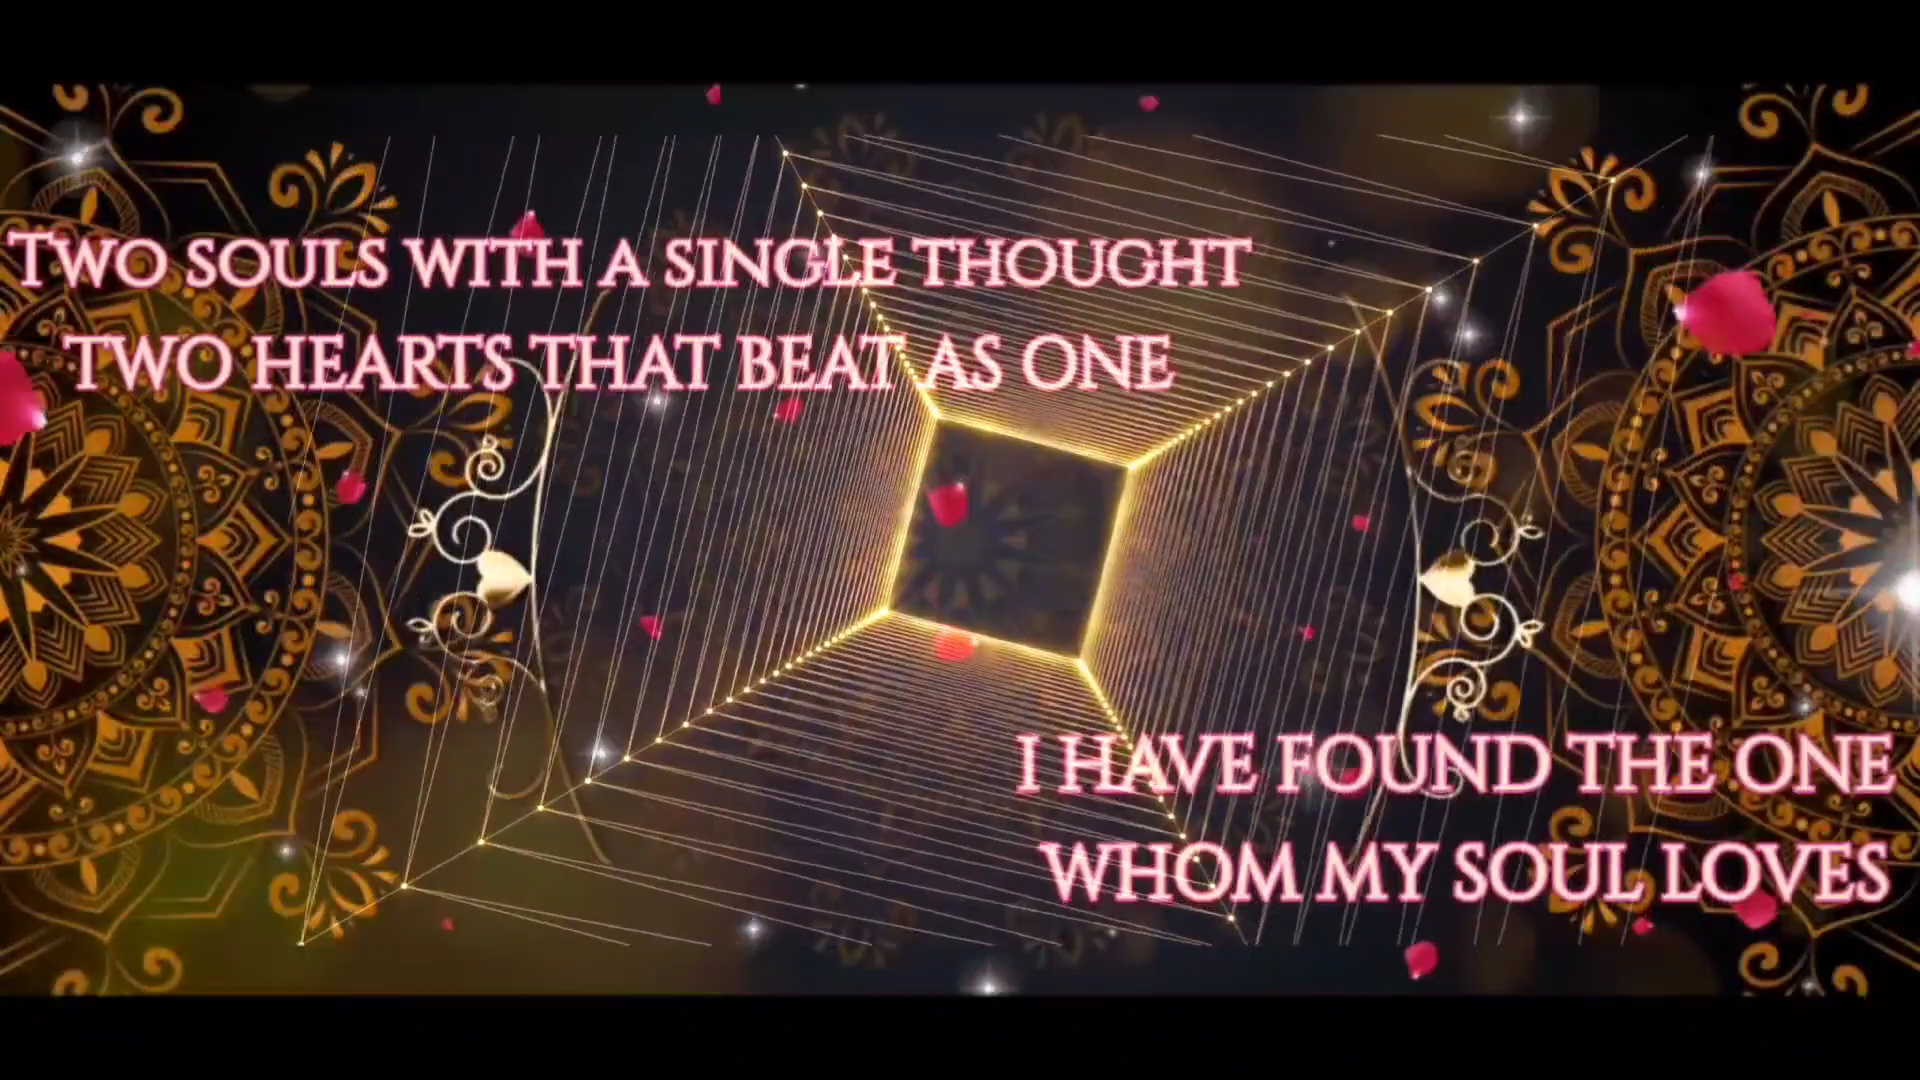 Two souls with a single thought
two hearts that beat as one
I have found the one
whom my soul loves